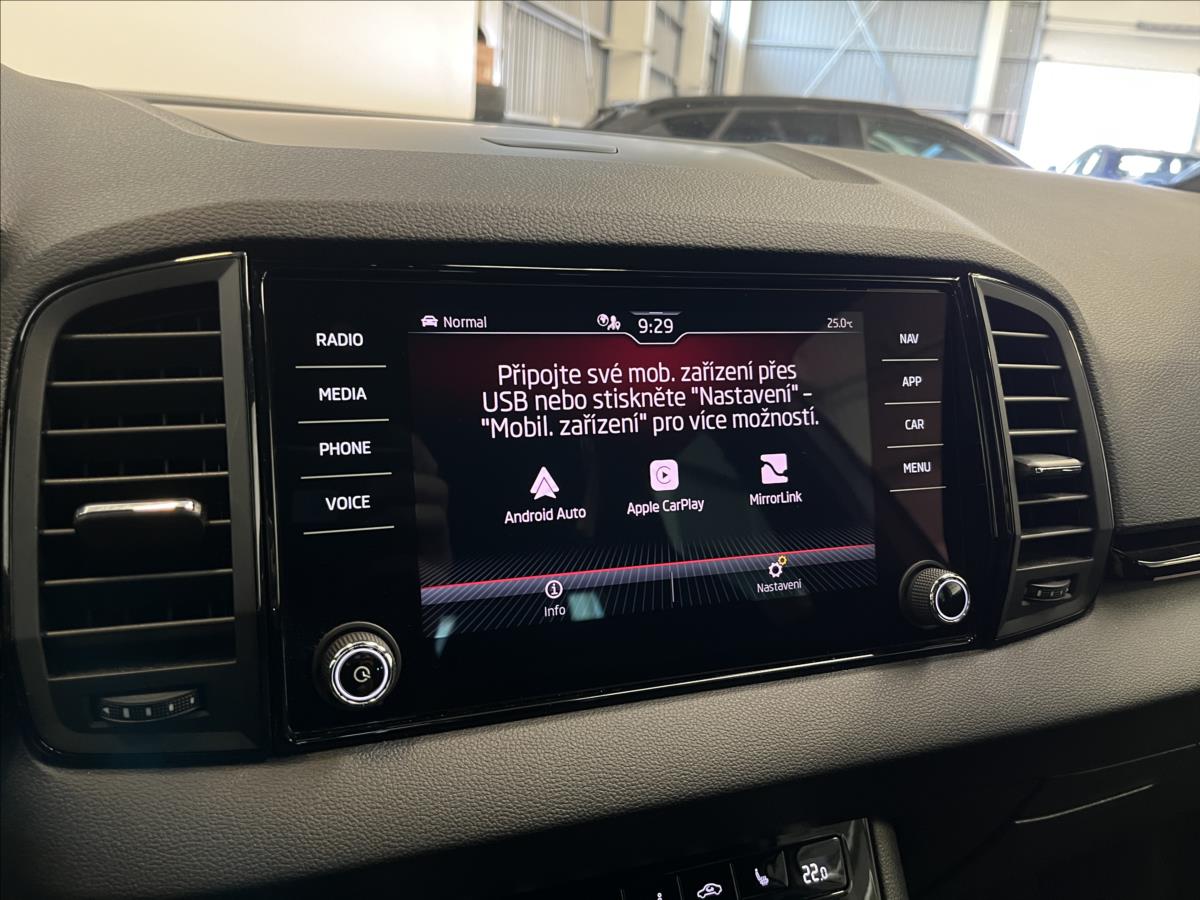 RADIO
MEDIA
PHONE
VOICE
Normal
9:29
25.0°C
Připojte své mob. zařízení přes
USB nebo stiskněte "Nastavení" –
"Mobil. zařízení" pro více možností.
Android Auto
Apple CarPlay
MirrorLink
Info
Nastavení
NAV
APP
CAR
MENU
22.0